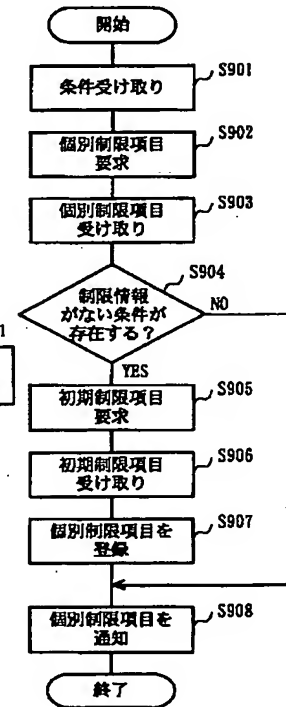 開始
条件受け取り
S901
個別制限項目
要求
S902
個別制限項目
受け取り
S903
制限情報
がない条件が
存在する?
S904
NO
1
YES
初期制限項目
要求
S905
初期制限項目
受け取り
S906
個別制限項目を
登録
S907
個別制限項目を
通知
S908
終了